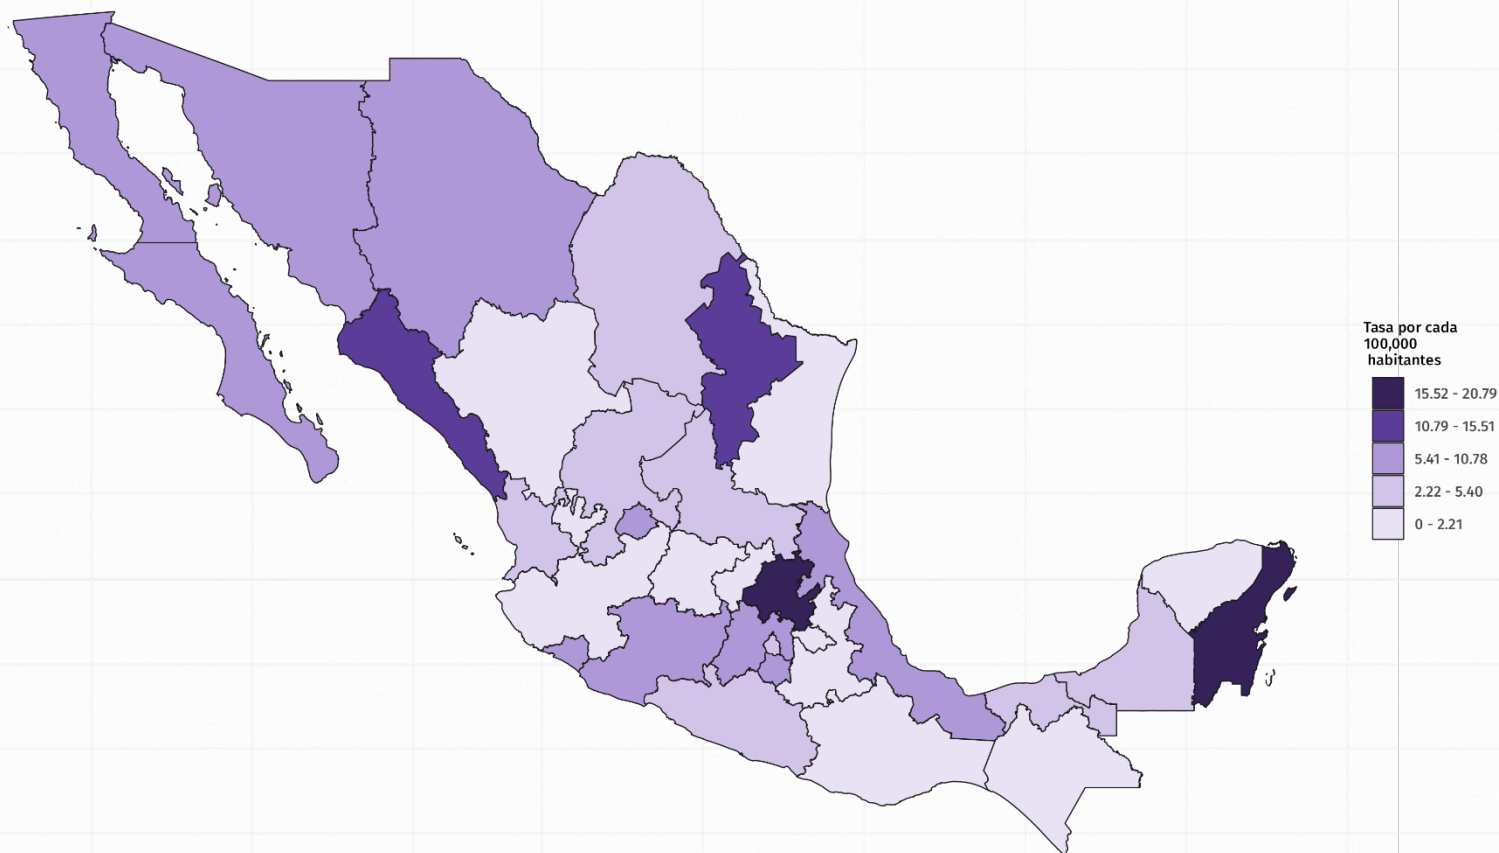 Tasa por cada
100,000
habitantes
15.52 - 20.79
10.79 - 15.51
5.41 - 10.78
2.22 - 5.40
0 - 2.21